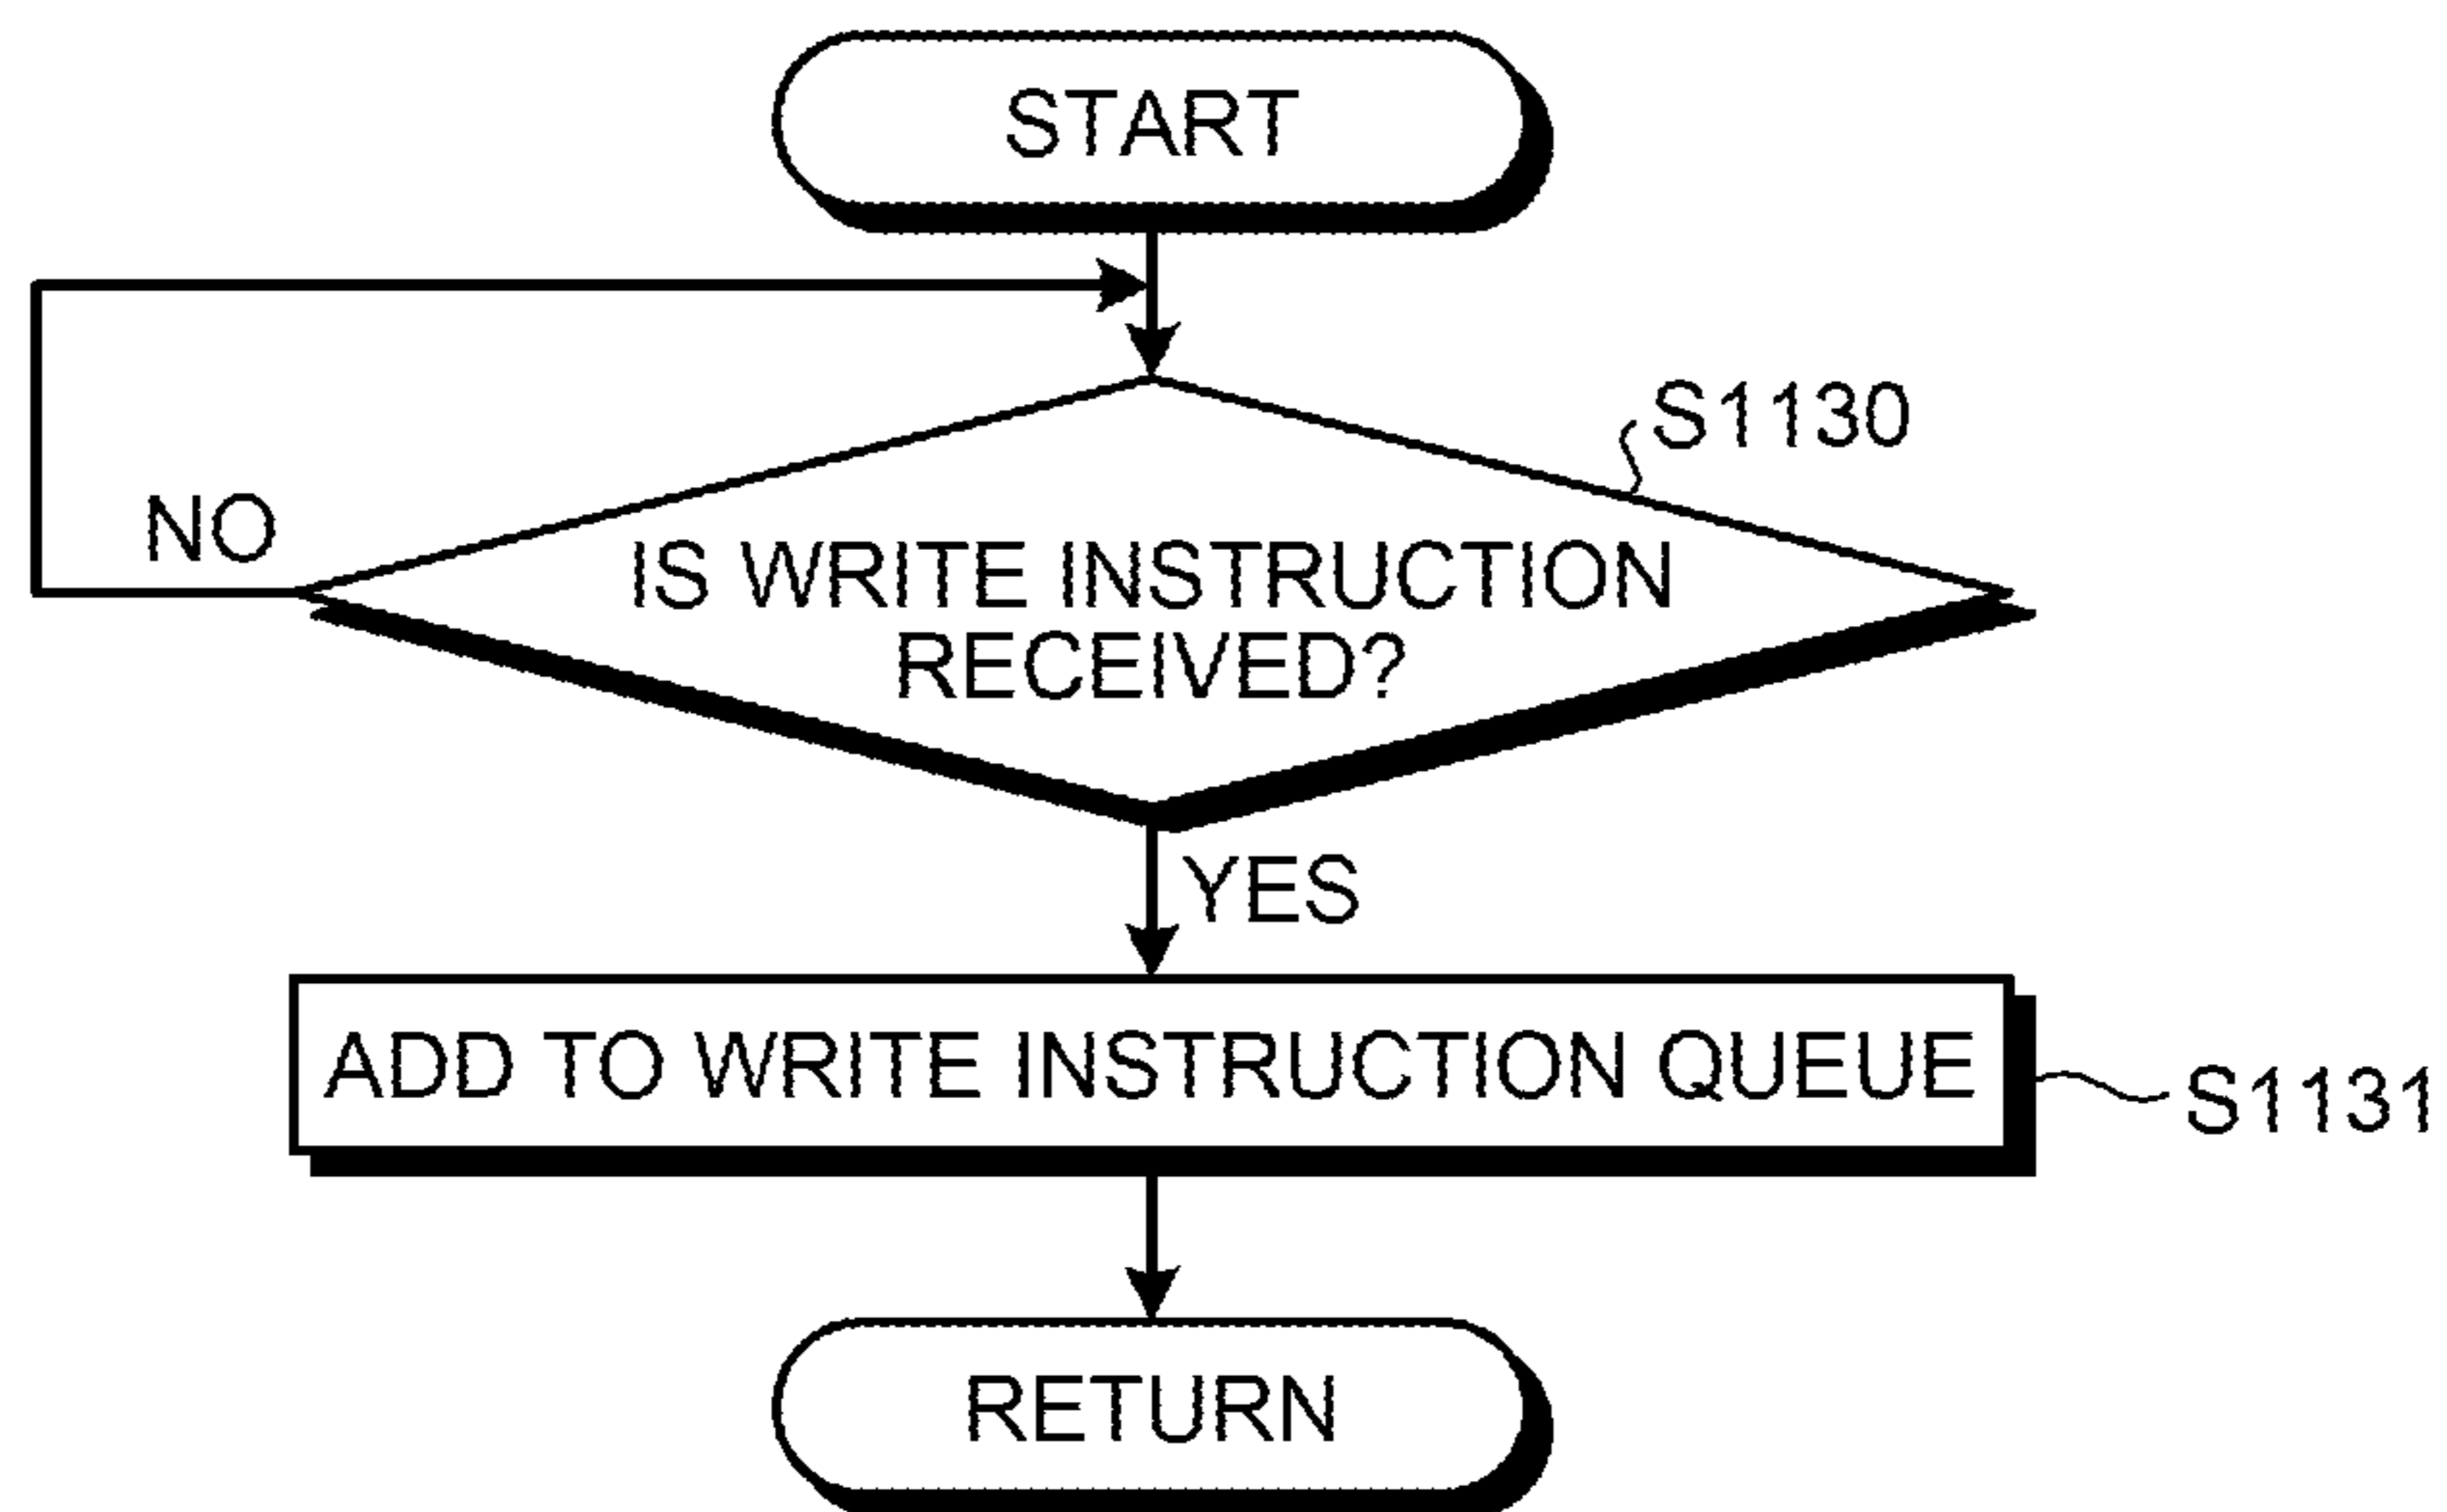 START
S1130
NO
IS WRITE INSTRUCTION
RECEIVED?
YES
ADD TO WRITE INSTRUCTION QUEUE
S1131
RETURN